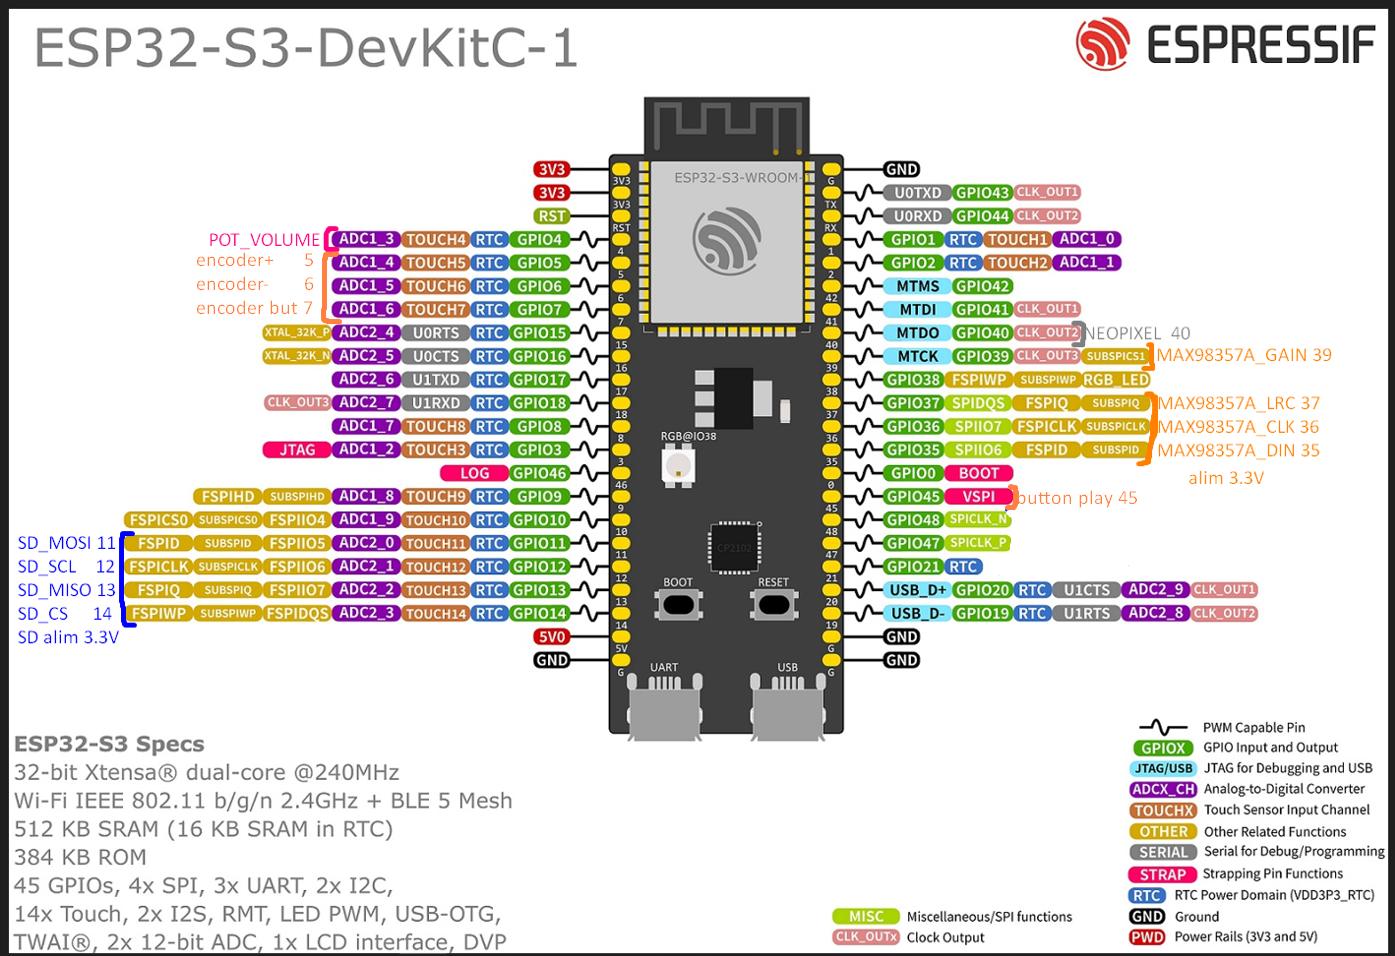 ESP32-S3-DevKitC-1
ESPRESSIF
ESP32-S3-WROOM-1
3V3 3V3 GND
3V3 3V3 G U0TXD GPIO43 CLK_OUT1
RST 3V3 TX U0RXD GPIO44 CLK_OUT2
POT_VOLUME ADC1_3 TOUCH4 RTC GPIO4 RST RX GPIO1 RTC TOUCH1 ADC1_0
encoder+ 5 ADC1_4 TOUCH5 RTC GPIO5 4 1 GPIO2 RTC TOUCH2 ADC1_1
encoder- 6 ADC1_5 TOUCH6 RTC GPIO6 5 2 MTMS GPIO42
encoder but 7 ADC1_6 TOUCH7 RTC GPIO7 6 42 MTDI GPIO41 CLK_OUT1
XTAL_32K_P ADC2_4 U0RTS GPIO15 7 41 MTDO GPIO40 CLK_OUT2 NEOPIXEL 40
XTAL_32K_N ADC2_5 U0CTS GPIO16 15 40 MTCK GPIO39 CLK_OUT3 SUBSPICS1 MAX98357A_GAIN 39
ADC2_6 U1TXD GPIO17 16 39 GPIO38 FSPIWP SUBSPIWP RGB_LED
CLK_OUT3 ADC2_7 U1RXD GPIO18 17 38 GPIO37 SPIDQS FSPIQ SUBSPIQ MAX98357A_LRC 37
ADC1_7 TOUCH8 RTC GPIO8 18 37 GPIO36 SPIIO7 FSPICLK SUBSPICLK MAX98357A_CLK 36
RGB@IO38
JTAG ADC1_2 TOUCH3 RTC GPIO3 8 36 GPIO35 SPIIO6 FSPID SUBSPID MAX98357A_DIN 35
LOG GPIO46 3 35 GPIO0 BOOT alim 3.3V
FSPIHD SUBSPIHD ADC1_8 TOUCH9 RTC GPIO9 46 0 GPIO45 VSPI button play 45
FSPICS0 SUBSPICS0 FSPIIO4 ADC1_9 TOUCH10 RTC GPIO10 9 45 GPIO48 SPICLK_N
SD_MOSI 11 FSPID SUBSPID FSPIIO5 ADC2_0 TOUCH11 RTC GPIO11 10 48 GPIO47 SPICLK_P
CP2102
SD_SCL 12 FSPICLK SUBSPICLK FSPIIO6 ADC2_1 TOUCH12 RTC GPIO12 11 47 GPIO21 RTC
BOOT RESET
SD_MISO 13 FSPIQ SUBSPIQ FSPIIO7 ADC2_2 TOUCH13 RTC GPIO13 12 21 USB_D+ GPIO20 RTC U1CTS ADC2_9 CLK_OUT1
SD_CS 14 FSPIWP SUBSPIWP FSPIDQS ADC2_3 TOUCH14 RTC GPIO14 13 20 USB_D- GPIO19 RTC U1RTS ADC2_8 CLK_OUT2
SD alim 3.3V 5V0 14 19 GND
GND 5V G GND
G G
UART USB
ESP32-S3 Specs
32-bit Xtensa® dual-core @240MHz
Wi-Fi IEEE 802.11 b/g/n 2.4GHz + BLE 5 Mesh
512 KB SRAM (16 KB SRAM in RTC)
384 KB ROM
45 GPIOs, 4x SPI, 3x UART, 2x I2C,
14x Touch, 2x I2S, RMT, LED PWM, USB-OTG,
TWAI®, 2x 12-bit ADC, 1x LCD interface, DVP
MISC Miscellaneous/SPI functions
CLK_OUTx Clock Output
PWM Capable Pin
GPIOX GPIO Input and Output
JTAG/USB JTAG for Debugging and USB
ADCX_CH Analog-to-Digital Converter
TOUCHX Touch Sensor Input Channel
OTHER Other Related Functions
SERIAL Serial for Debug/Programming
STRAP Strapping Pin Functions
RTC RTC Power Domain (VDD3P3_RTC)
GND Ground
PWD Power Rails (3V3 and 5V)